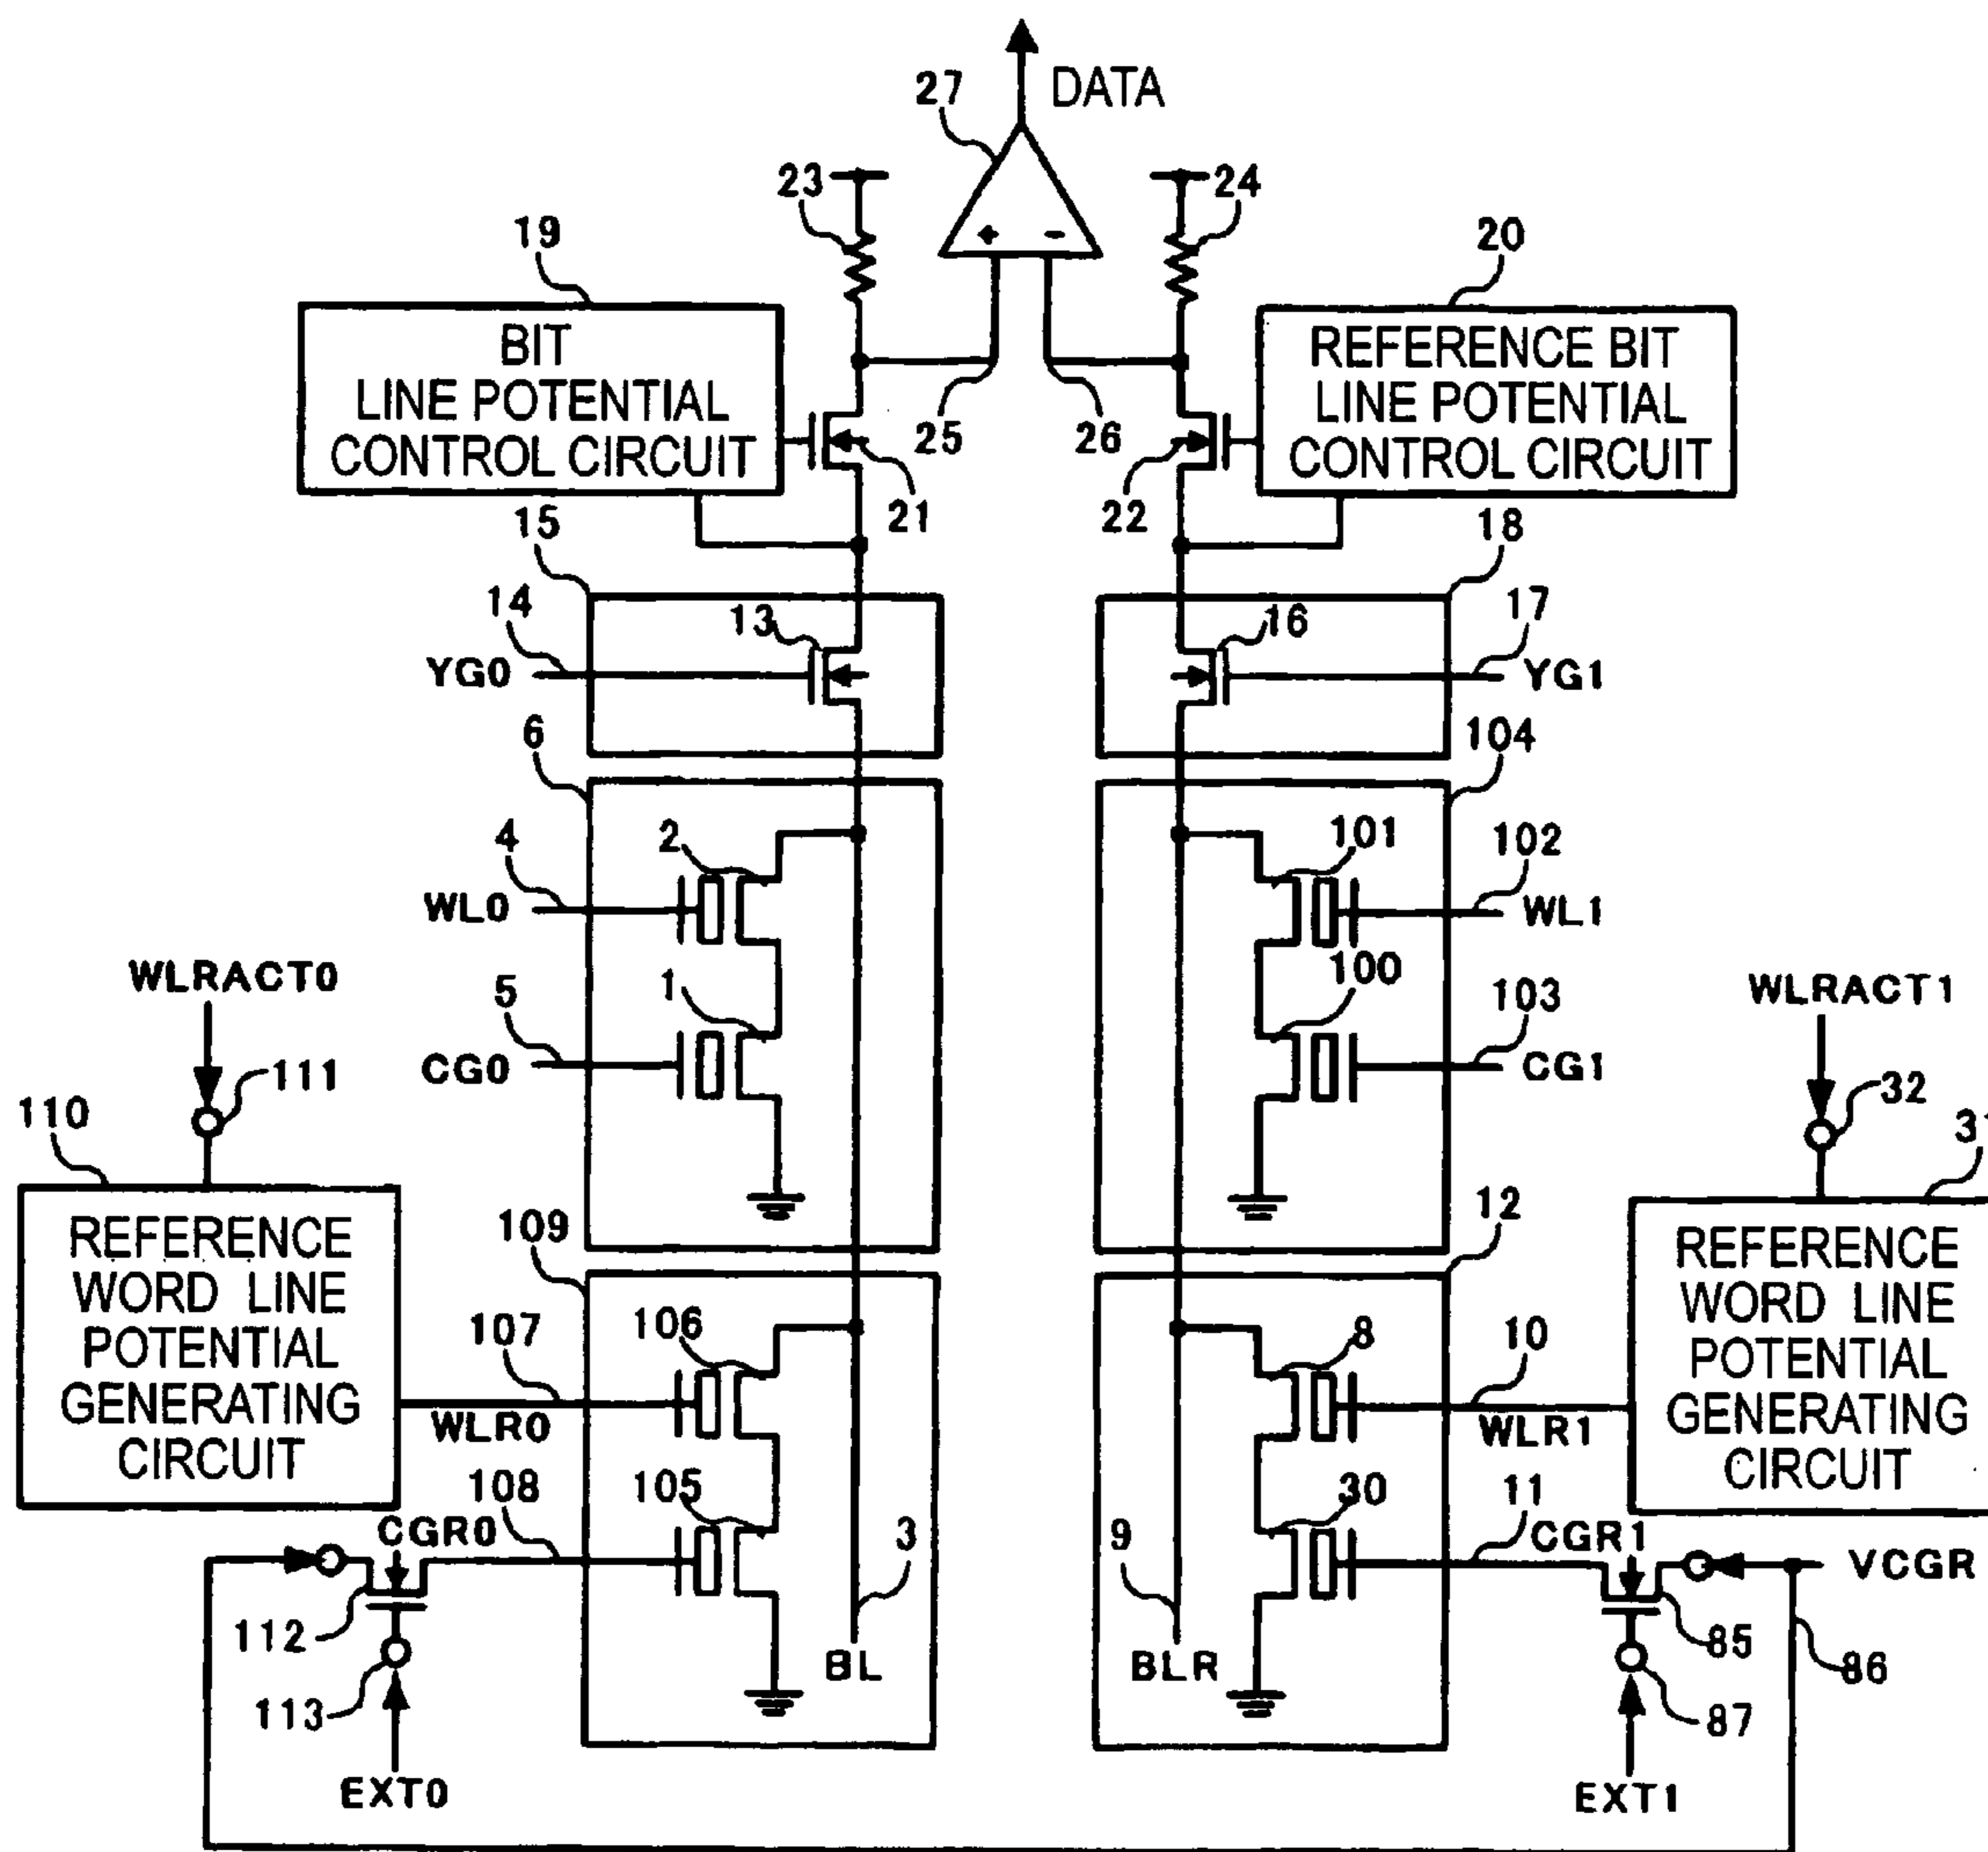 27
DATA
23
24
+
-
19
20
BIT
LINE POTENTIAL
CONTROL CIRCUIT
REFERENCE BIT
LINE POTENTIAL
CONTROL CIRCUIT
25
26
21
22
15
18
14
13
16
17
YG0
YG1
6
104
4
2
101
102
WL0
WL1
WLRACT0
5
1
100
103
WLRACT1
CG0
CG1
111
32
110
31
109
12
REFERENCE
WORD LINE
POTENTIAL
GENERATING
CIRCUIT
REFERENCE
WORD LINE
POTENTIAL
GENERATING
CIRCUIT
107
106
8
10
WLR0
WLR1
108
105
30
11
CGR0
3
9
CGR1
VCGR
112
BL
BLR
85
86
113
87
EXT0
EXT1